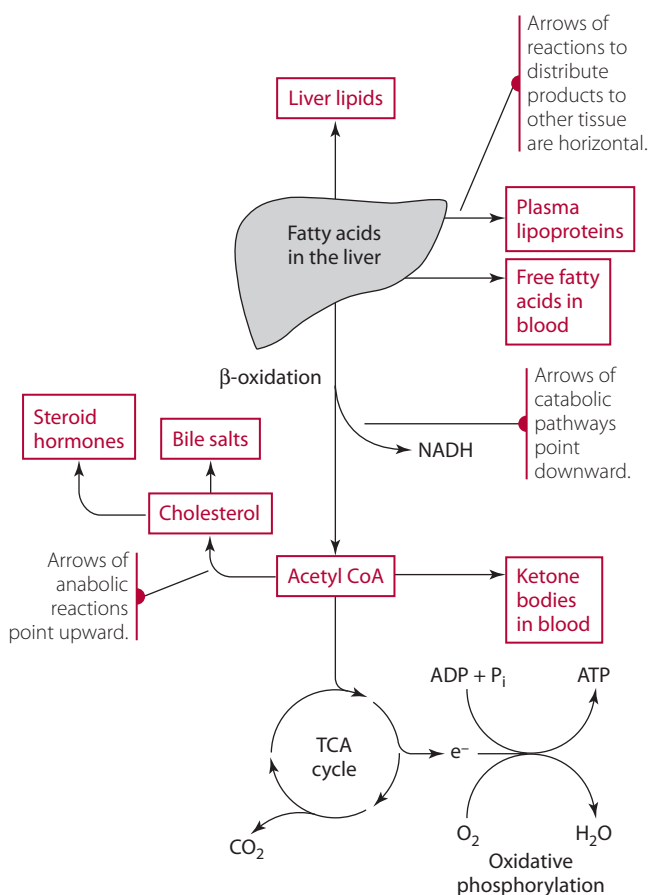 Arrows of
reactions to
distribute
products to
other tissue
are horizontal.
Liver lipids
Fatty acids
in the liver
Plasma
lipoproteins
Free fatty
acids in
blood
β-oxidation
Arrows of
catabolic
pathways
point
downward.
NADH
Steroid
hormones
Bile salts
Cholesterol
Arrows of
anabolic
reactions
point upward.
Acetyl CoA
Ketone
bodies
in blood
ADP + Pi
ATP
TCA
cycle
e–
CO2
O2
H2O
Oxidative
phosphorylation